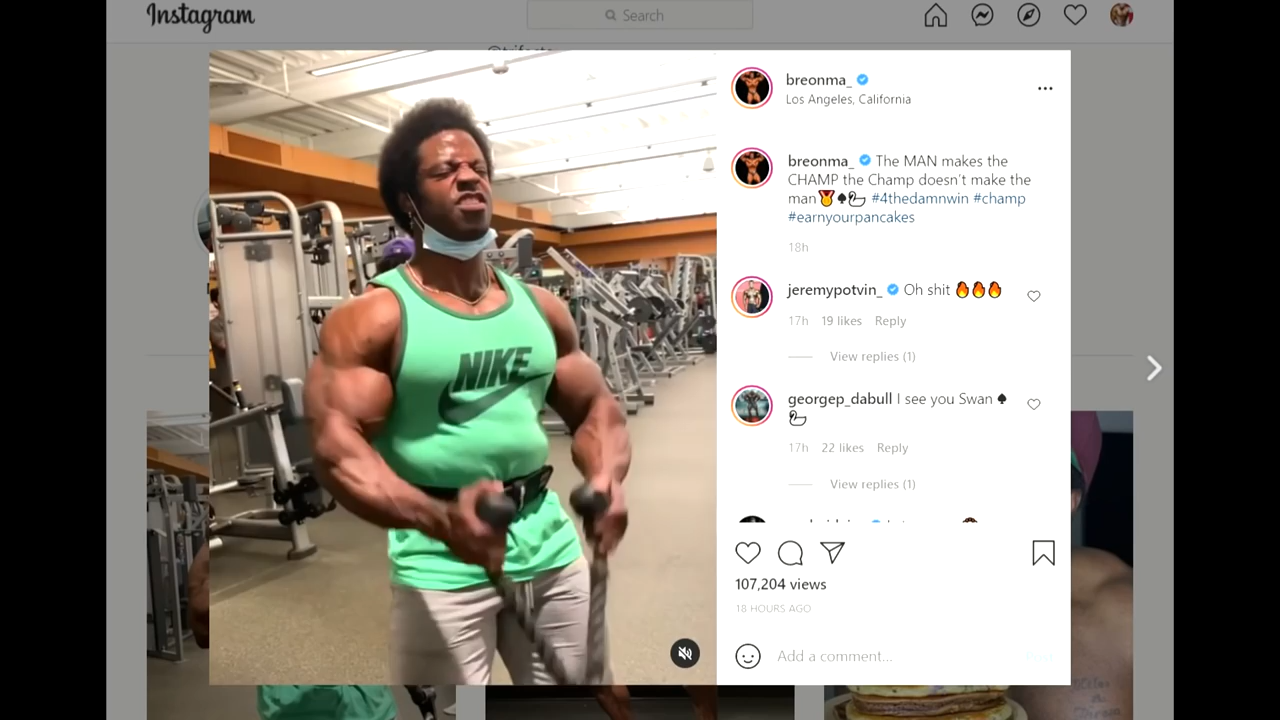 Instagram
Search
breonma_
Los Angeles, California
breonma_ The MAN makes the
CHAMP the Champ doesn't make the
man🏅♠️🦢 #4thedamnwin #champ
#earnyourpancakes
18h
jeremypotvin_ Oh shit 🔥🔥🔥
17h 19 likes Reply
View replies (1)
georgep_dabull I see you Swan ♠️
🦢
17h 22 likes Reply
View replies (1)
107,204 views
18 HOURS AGO
Add a comment...
Post
NIKE